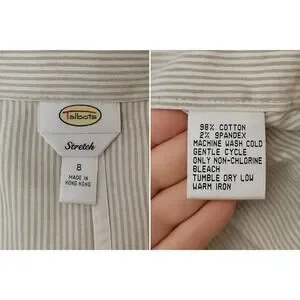 Talbots
Stretch
8
MADE IN
HONG KONG
98% COTTON
2% SPANDEX
MACHINE WASH COLD
GENTLE CYCLE
ONLY NON-CHLORINE
BLEACH
TUMBLE DRY LOW
WARM IRON